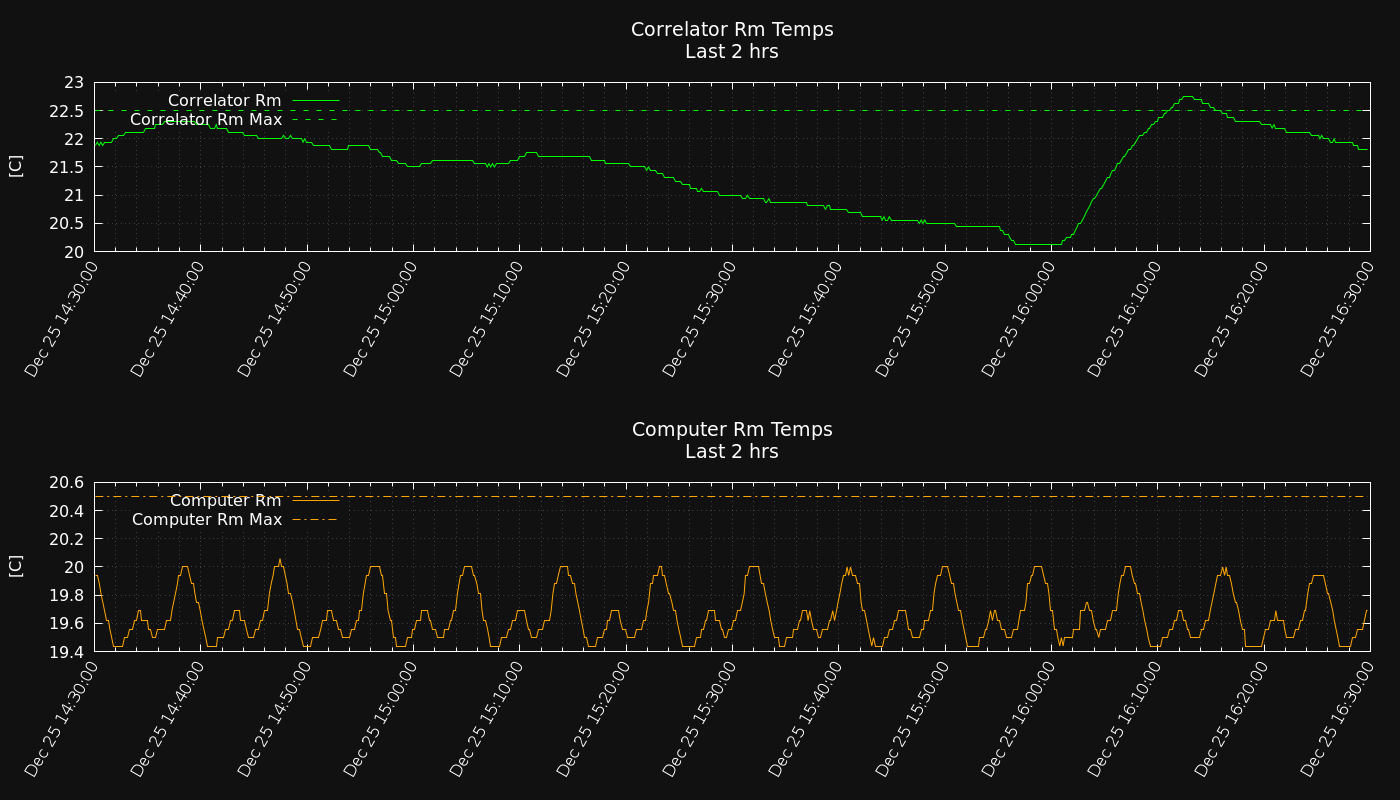 Correlator Rm Temps
Last 2 hrs
[C]
23
22.5
22
21.5
21
20.5
20
Correlator Rm
Correlator Rm Max
Dec 25 14:30:00
Dec 25 14:40:00
Dec 25 14:50:00
Dec 25 15:00:00
Dec 25 15:10:00
Dec 25 15:20:00
Dec 25 15:30:00
Dec 25 15:40:00
Dec 25 15:50:00
Dec 25 16:00:00
Dec 25 16:10:00
Dec 25 16:20:00
Dec 25 16:30:00
Computer Rm Temps
Last 2 hrs
[C]
20.6
20.4
20.2
20
19.8
19.6
19.4
Computer Rm
Computer Rm Max
Dec 25 14:30:00
Dec 25 14:40:00
Dec 25 14:50:00
Dec 25 15:00:00
Dec 25 15:10:00
Dec 25 15:20:00
Dec 25 15:30:00
Dec 25 15:40:00
Dec 25 15:50:00
Dec 25 16:00:00
Dec 25 16:10:00
Dec 25 16:20:00
Dec 25 16:30:00